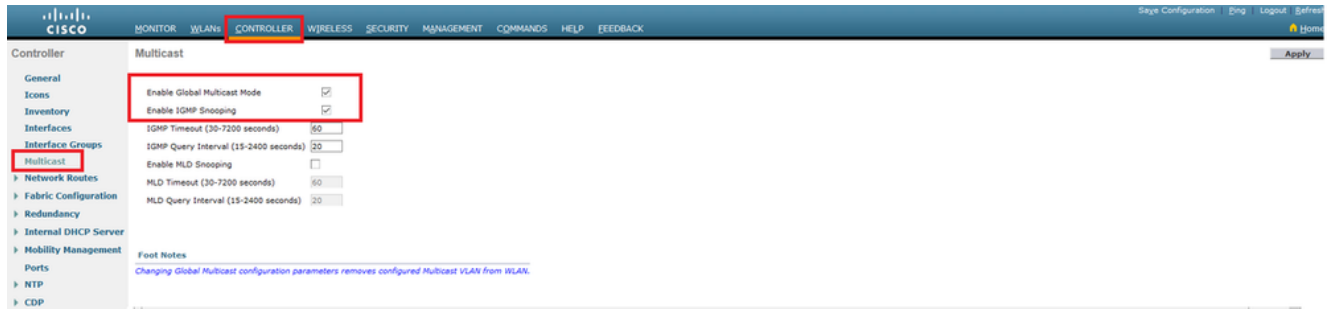 Save Configuration | Ping | Logout | Refresh
CISCO MONITOR WLANs CONTROLLER WIRELESS SECURITY MANAGEMENT COMMANDS HELP FEEDBACK Home
Controller Multicast Apply
General
Icons Enable Global Multicast Mode
Inventory Enable IGMP Snooping
Interfaces IGMP Timeout (30-7200 seconds) 60
Interface Groups IGMP Query Interval (15-2400 seconds) 20
Multicast Enable MLD Snooping
Network Routes MLD Timeout (30-7200 seconds) 60
Fabric Configuration MLD Query Interval (15-2400 seconds) 20
Redundancy
Internal DHCP Server
Mobility Management Foot Notes
Ports Changing Global Multicast configuration parameters removes configured Multicast VLAN from WLAN.
NTP
CDP